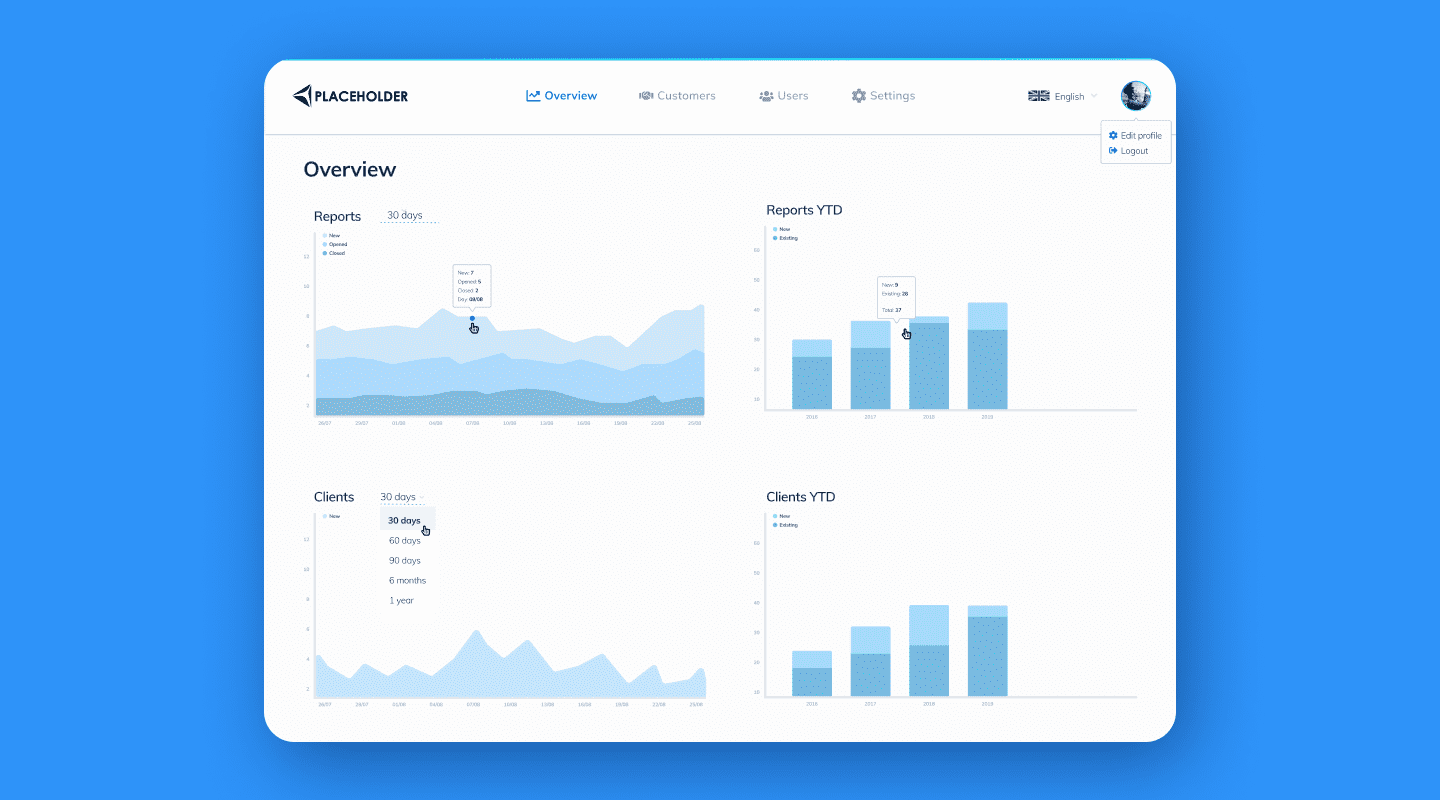 PLACEHOLDER
Overview
Customers
Users
Settings
English
Edit profile
Logout
Overview
Reports
30 days
New
Opened
Closed
12
10
8
6
4
2
New: 7
Opened: 5
Closed: 2
Day: 08/08
29/07
01/08
04/08
07/08
10/08
13/08
16/08
19/08
22/08
25/08
Reports YTD
New
Existing
60
50
40
30
20
10
New: 9
Existing: 28
Total: 37
2016
2017
2018
2019
Clients
30 days
New
30 days
60 days
90 days
6 months
1 year
12
10
8
6
4
2
26/07
29/07
01/08
04/08
07/08
10/08
13/08
16/08
19/08
22/08
25/08
Clients YTD
New
Existing
60
50
40
30
20
10
2016
2017
2018
2019